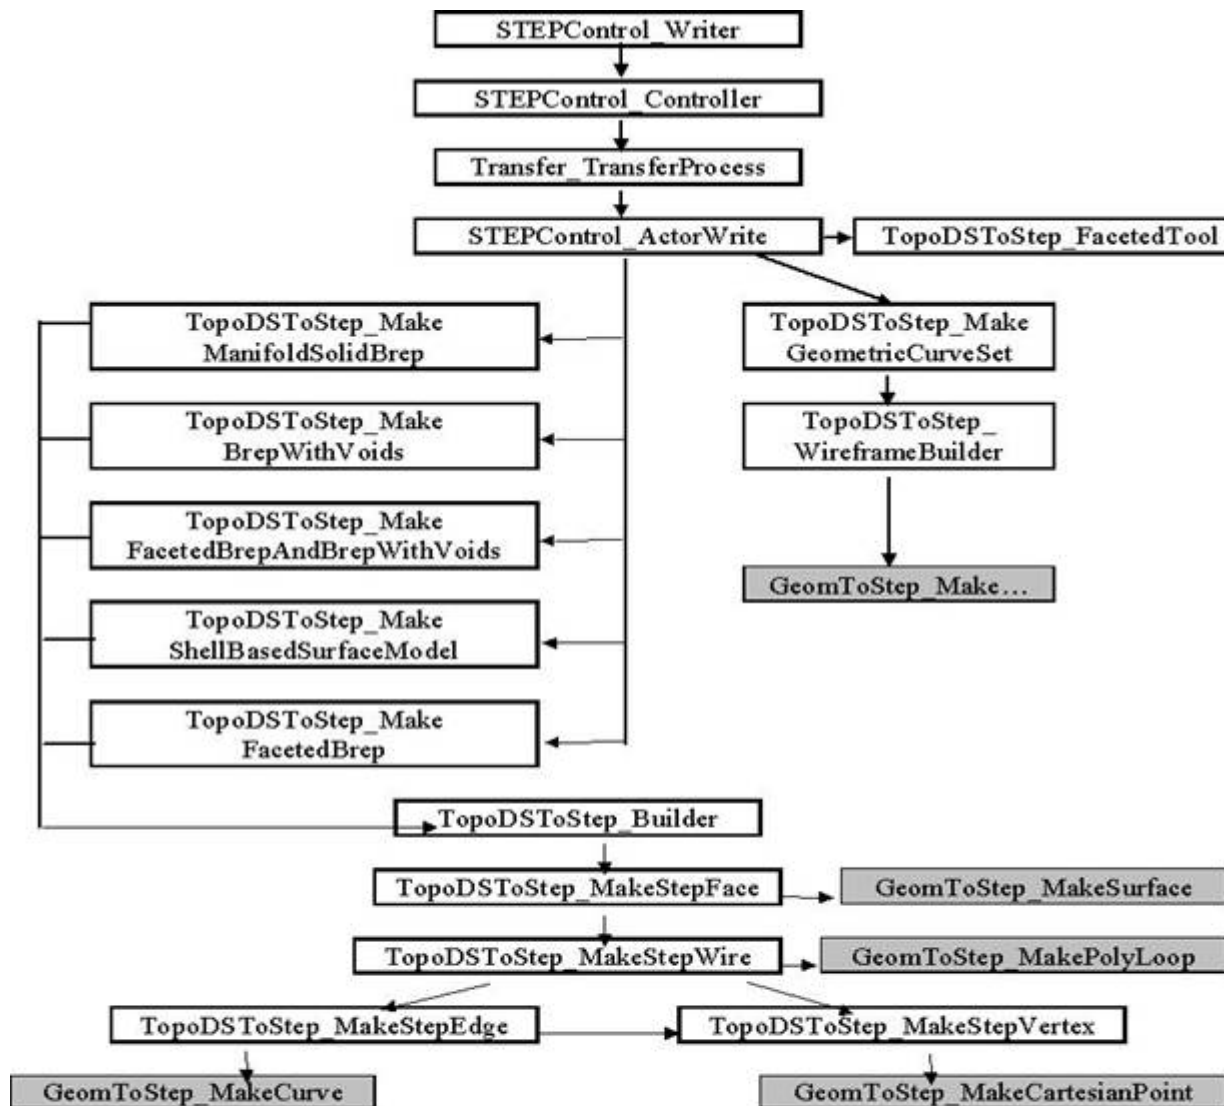 STEPControl_Writer
STEPControl_Controller
Transfer_TransferProcess
STEPControl_ActorWrite
TopoDSToStep_FacetedTool
TopoDSToStep_Make
ManifoldSolidBrep
TopoDSToStep_Make
GeometricCurveSet
TopoDSToStep_Make
BrepWithVoids
TopoDSToStep_
WireframeBuilder
TopoDSToStep_Make
FacetedBrepAndBrepWithVoids
GeomToStep_Make...
TopoDSToStep_Make
ShellBasedSurfaceModel
TopoDSToStep_Make
FacetedBrep
TopoDSToStep_Builder
TopoDSToStep_MakeStepFace
GeomToStep_MakeSurface
TopoDSToStep_MakeStepWire
GeomToStep_MakePolyLoop
TopoDSToStep_MakeStepEdge
TopoDSToStep_MakeStepVertex
GeomToStep_MakeCurve
GeomToStep_MakeCartesianPoint